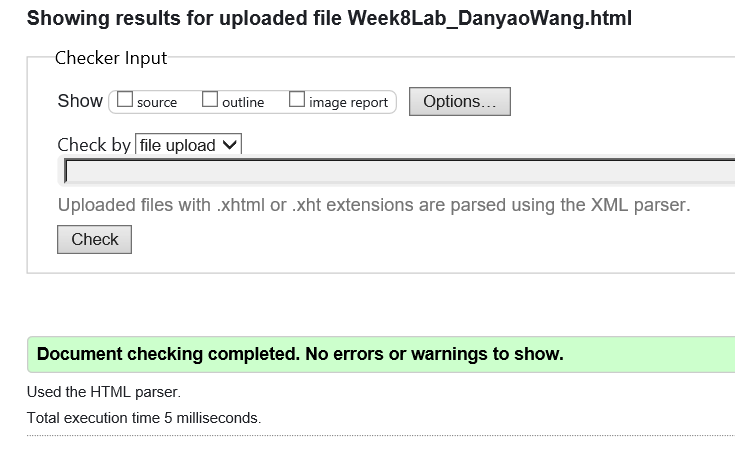 Showing results for uploaded file Week8Lab_DanyaoWang.html
Checker Input
Show source outline image report Options...
Check by file upload
Uploaded files with .xhtml or .xht extensions are parsed using the XML parser.
Check
Document checking completed. No errors or warnings to show.
Used the HTML parser.
Total execution time 5 milliseconds.